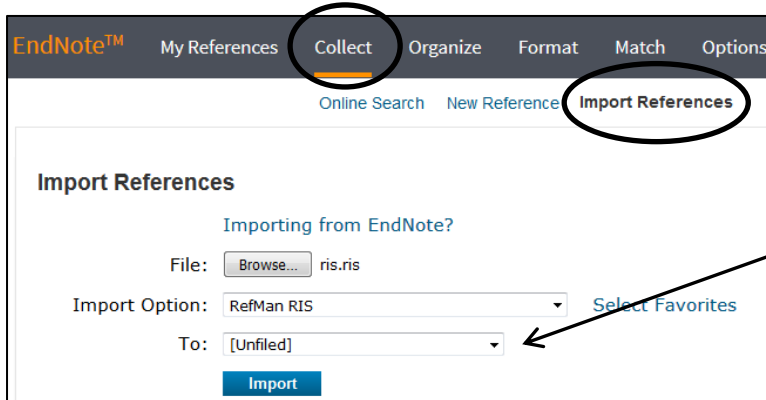 EndNote™ My References Collect Organize Format Match Options
Online Search New Reference Import References
Import References
Importing from EndNote?
File: Browse... ris.ris
Import Option: RefMan RIS Select Favorites
To: [Unfiled]
Import